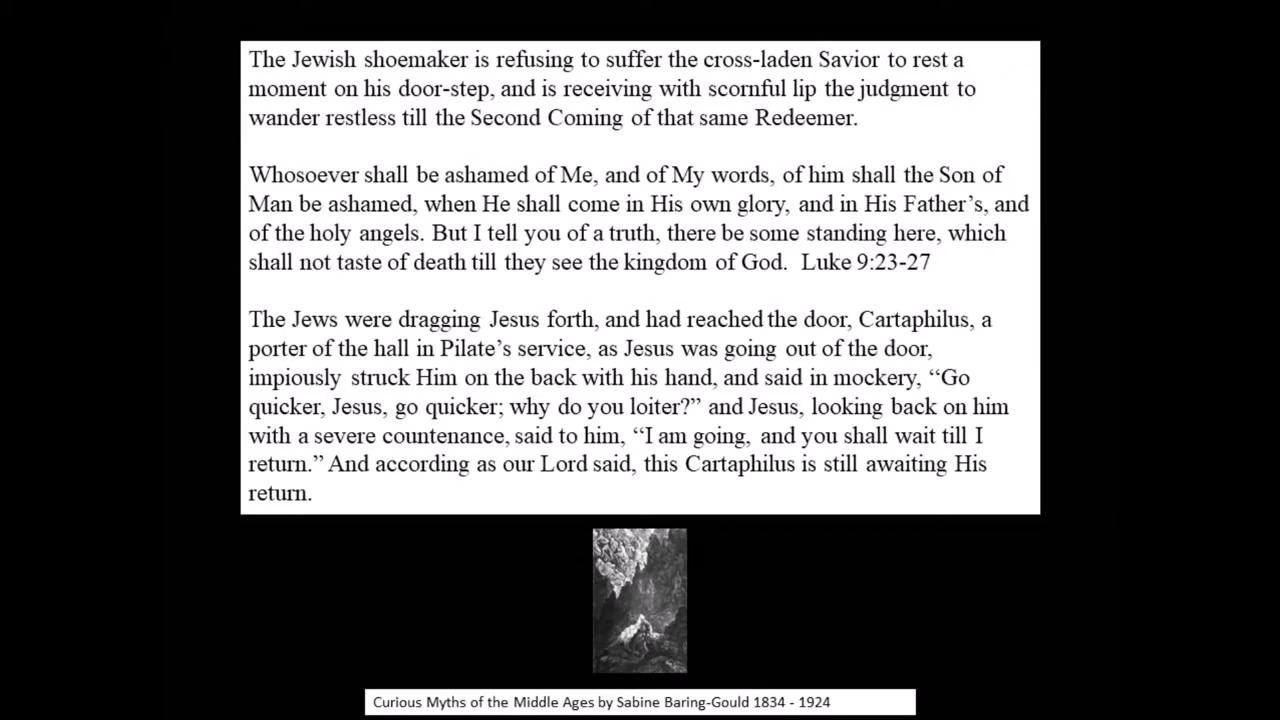 The Jewish shoemaker is refusing to suffer the cross-laden Savior to rest a
moment on his door-step, and is receiving with scornful lip the judgment to
wander restless till the Second Coming of that same Redeemer.
Whosoever shall be ashamed of Me, and of My words, of him shall the Son of
Man be ashamed, when He shall come in His own glory, and in His Father's, and
of the holy angels. But I tell you of a truth, there be some standing here, which
shall not taste of death till they see the kingdom of God. Luke 9:23-27
The Jews were dragging Jesus forth, and had reached the door, Cartaphilus, a
porter of the hall in Pilate's service, as Jesus was going out of the door,
impiously struck Him on the back with his hand, and said in mockery, “Go
quicker, Jesus, go quicker; why do you loiter?” and Jesus, looking back on him
with a severe countenance, said to him, “I am going, and you shall wait till I
return.” And according as our Lord said, this Cartaphilus is still awaiting His
return.
Curious Myths of the Middle Ages by Sabine Baring-Gould 1834 - 1924